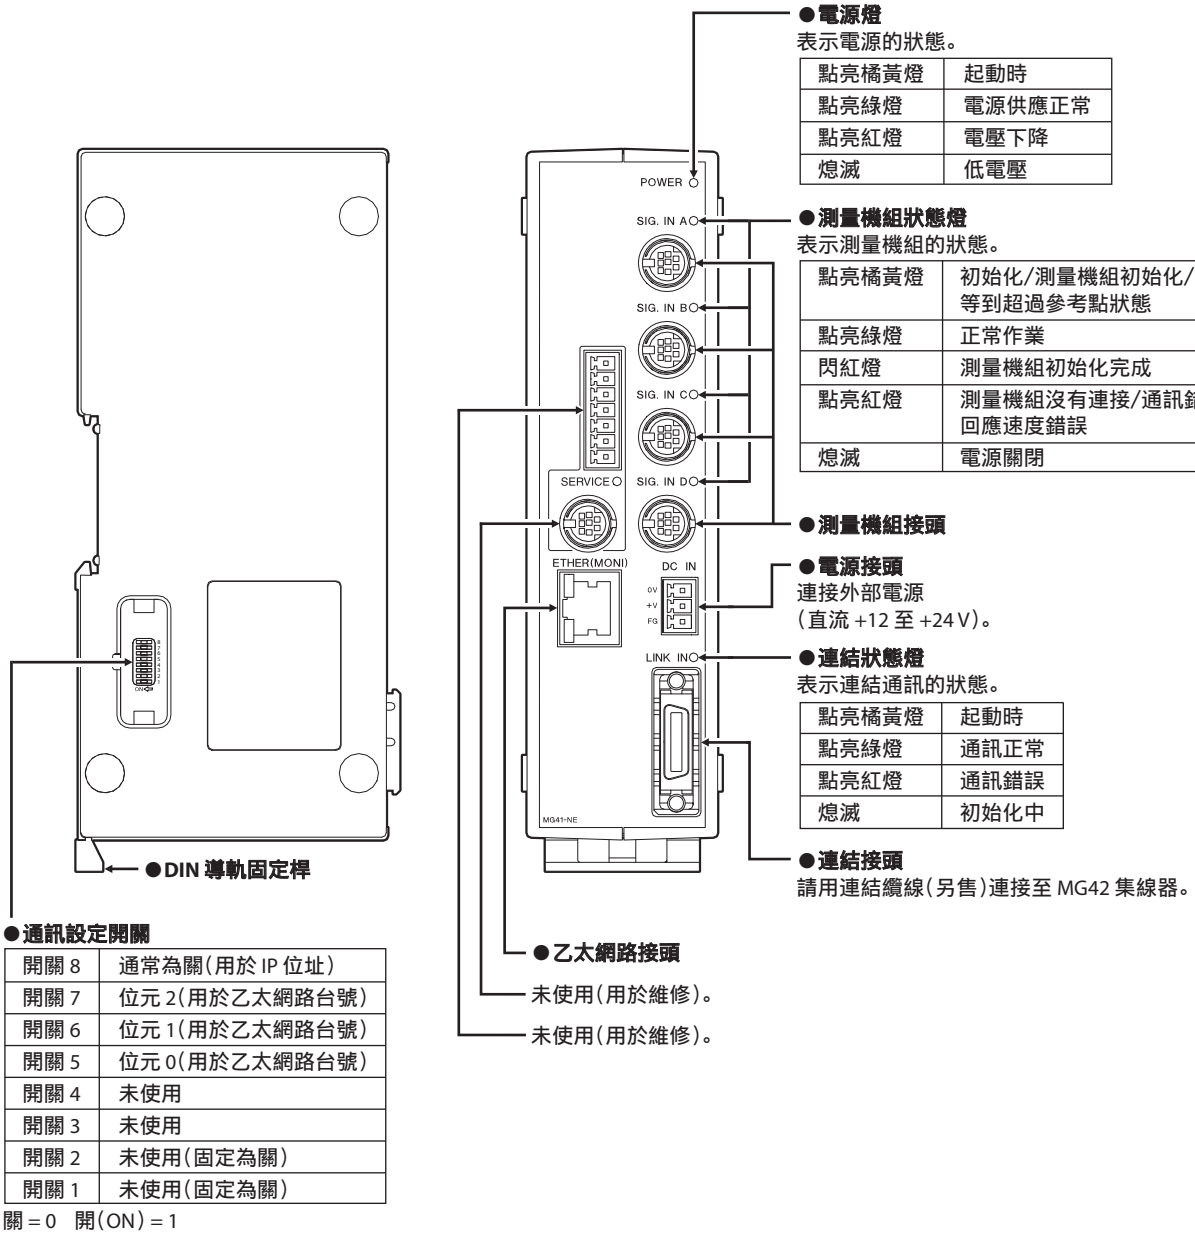 ●電源燈
表示電源的狀態。
點亮橘黃燈 起動時
點亮綠燈 電源供應正常
點亮紅燈 電壓下降
熄滅 低電壓
●測量機組狀態燈
表示測量機組的狀態。
點亮橘黃燈 初始化/測量機組初始化/
等到超過參考點狀態
點亮綠燈 正常作業
閃紅燈 測量機組初始化完成
點亮紅燈 測量機組沒有連接/通訊
回應速度錯誤
熄滅 電源關閉
●測量機組接頭
●電源接頭
連接外部電源
(直流 +12 至 +24 V)。
●連結狀態燈
表示連結通訊的狀態。
點亮橘黃燈 起動時
點亮綠燈 通訊正常
點亮紅燈 通訊錯誤
熄滅 初始化中
●連結接頭
請用連結纜線(另售)連接至 MG42 集線器。
POWER
SIG. IN A
SIG. IN B
SIG. IN C
SERVICE
SIG. IN D
ETHER(MONI)
DC IN
0V
+V
FG
LINK IN
MG41-NE
8
7
6
5
4
3
2
1
ON
●DIN 導軌固定桿
●乙太網路接頭
未使用(用於維修)。
未使用(用於維修)。
●通訊設定開關
開關 8 通常為關(用於 IP 位址)
開關 7 位元 2(用於乙太網路台號)
開關 6 位元 1(用於乙太網路台號)
開關 5 位元 0(用於乙太網路台號)
開關 4 未使用
開關 3 未使用
開關 2 未使用(固定為關)
開關 1 未使用(固定為關)
關 = 0 開(ON) = 1